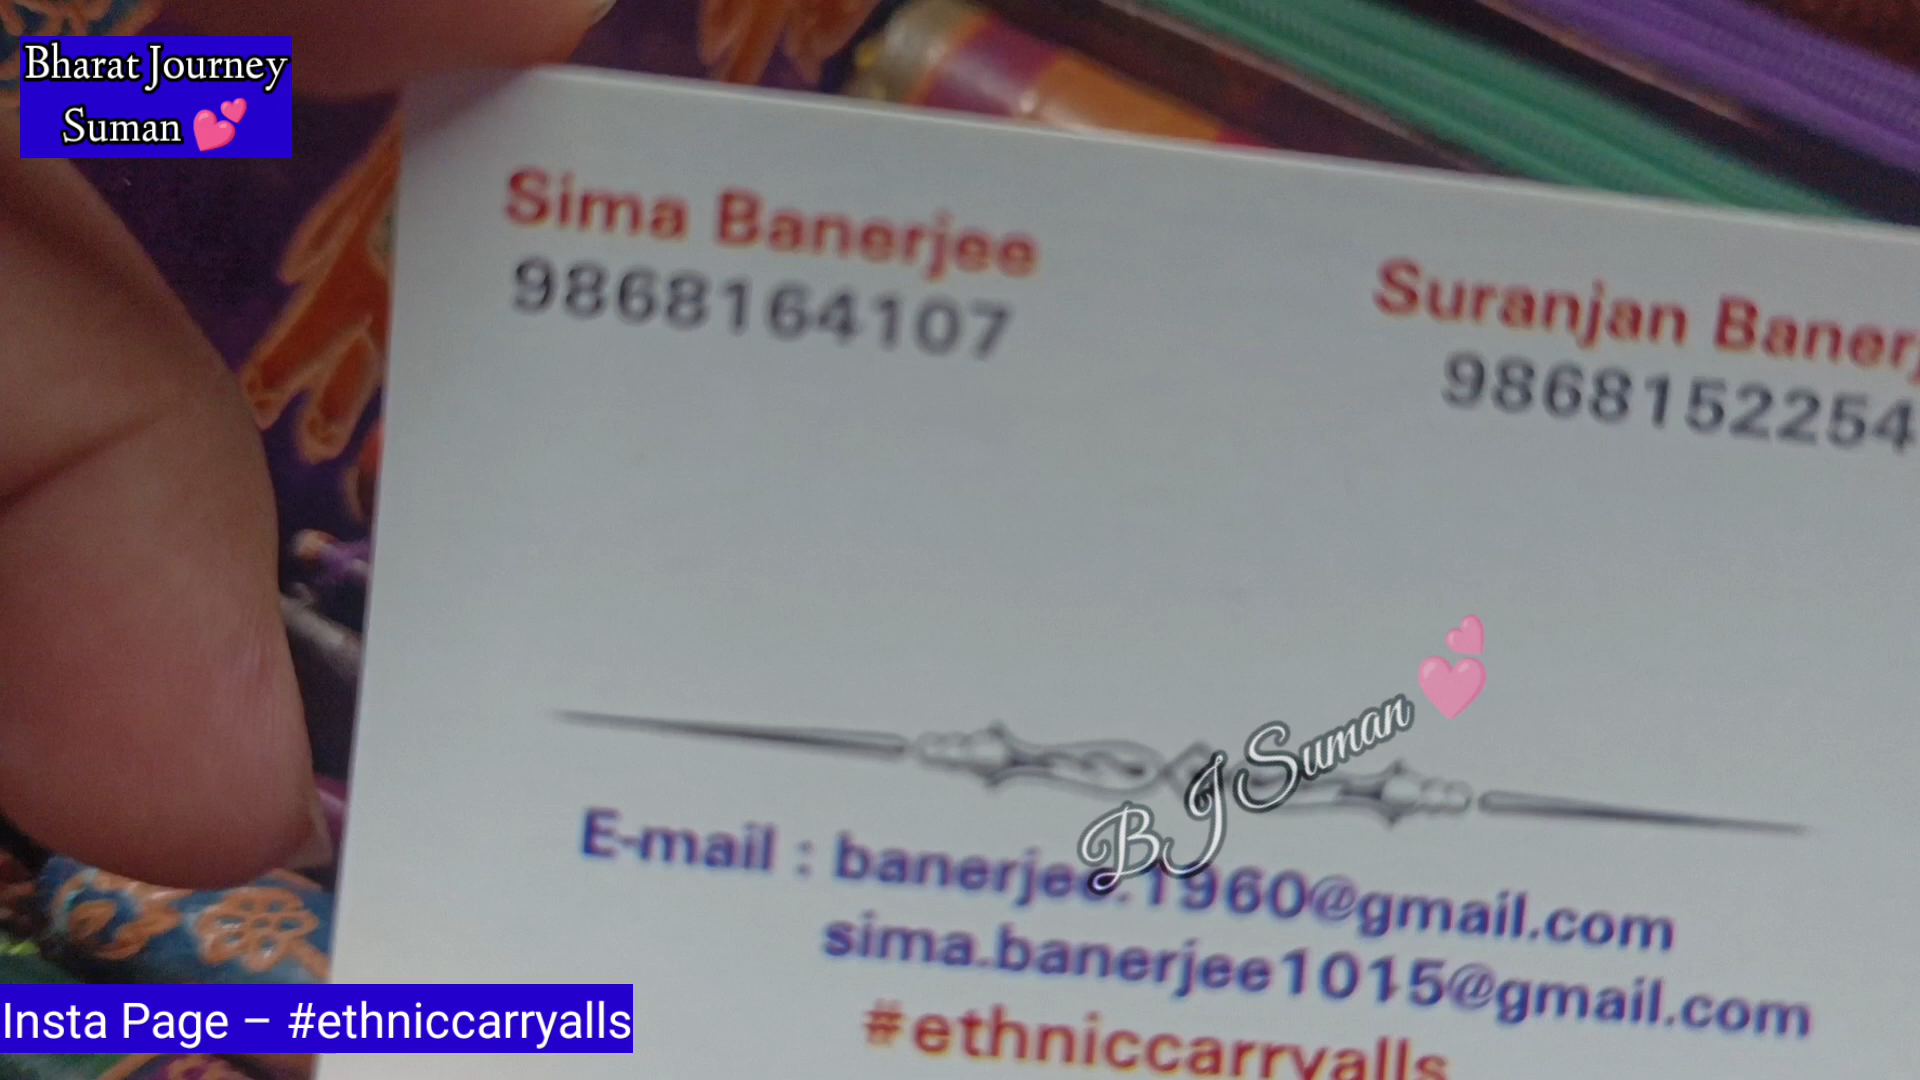 Bharat Journey
Suman 💕
Sima Banerjee
9868164107
Suranjan Baner
9868152254
B J Suman 💕
E-mail : banerjee.1960@gmail.com
sima.banerjee1015@gmail.com
#ethniccarryalls
Insta Page – #ethniccarryalls